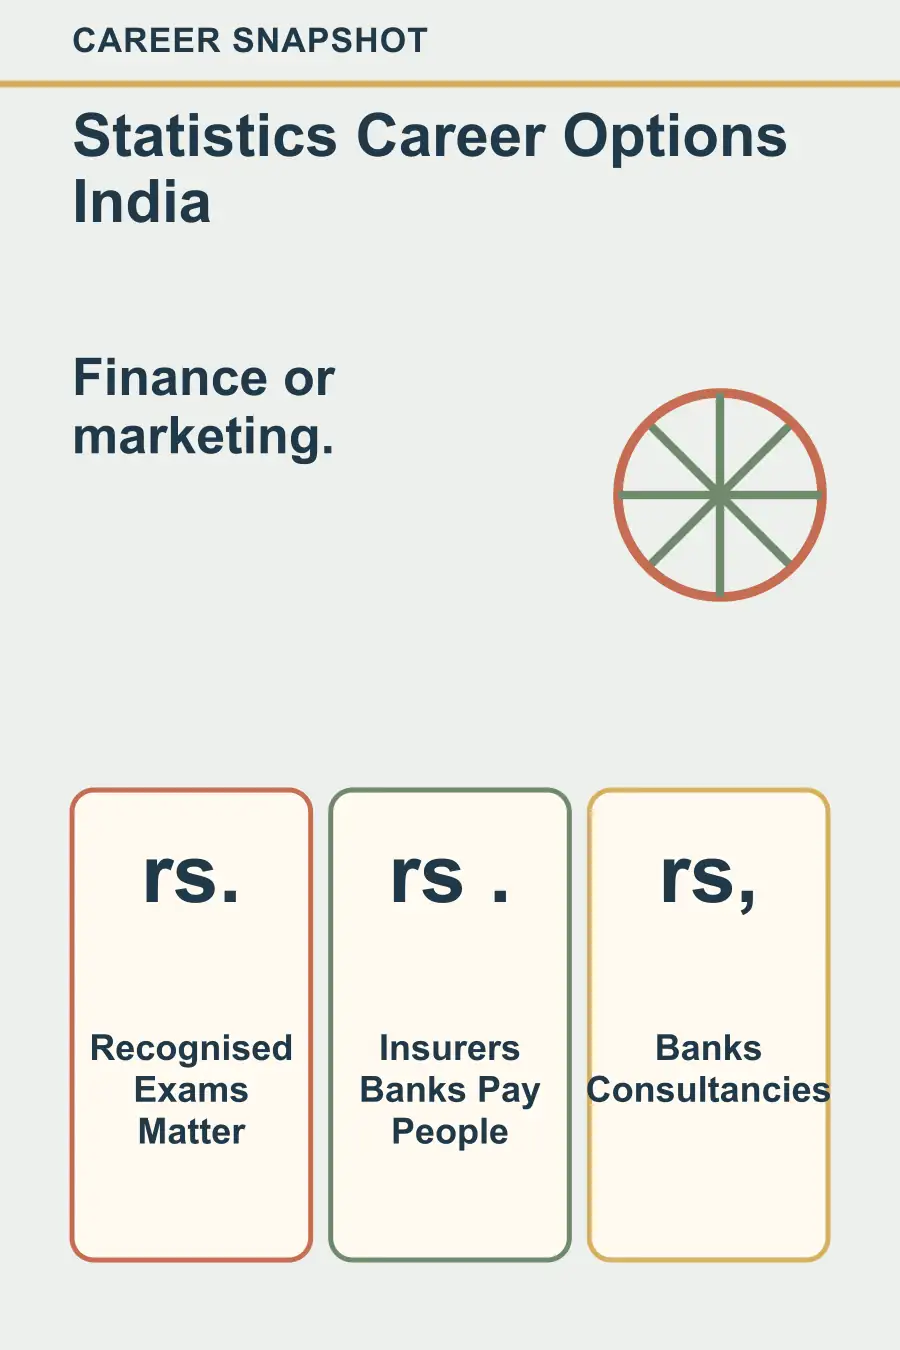 CAREER SNAPSHOT
Statistics Career Options
India
Finance or
marketing.
rs.
Recognised
Exams
Matter
rs .
Insurers
Banks Pay
People
rs,
Banks
Consultancies